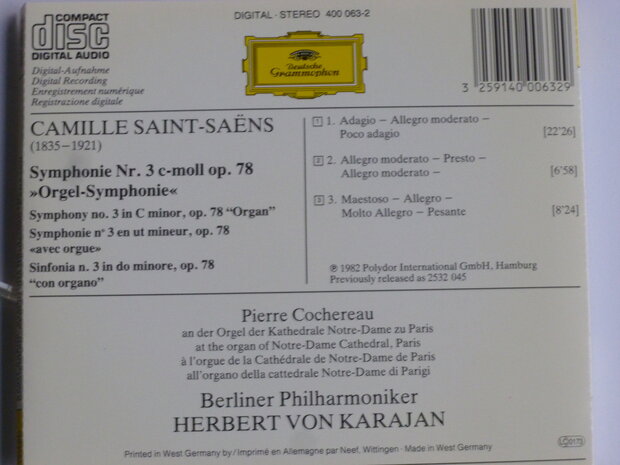 COMPACT
disc
DIGITAL AUDIO
DIGITAL · STEREO 400 063-2
Deutsche
Grammophon
3 259140 006329
Digital-Aufnahme
Digital Recording
Enregistrement numérique
Registrazione digitale
CAMILLE SAINT-SAËNS
(1835–1921)
Symphonie Nr. 3 c-moll op. 78
»Orgel-Symphonie«
Symphony no. 3 in C minor, op. 78 “Organ”
Symphonie n° 3 en ut mineur, op. 78
«avec orgue»
Sinfonia n. 3 in do minore, op. 78
“con organo”
1 1. Adagio – Allegro moderato –
Poco adagio [22'26]
2 2. Allegro moderato – Presto –
Allegro moderato – [6'58]
3 3. Maestoso – Allegro –
Molto Allegro – Pesante [8'24]
℗ 1982 Polydor International GmbH, Hamburg
Previously released as 2532 045
Pierre Cochereau
an der Orgel der Kathedrale Notre-Dame zu Paris
at the organ of Notre-Dame Cathedral, Paris
à l'orgue de la Cathédrale de Notre-Dame de Paris
all'organo della cattedrale Notre-Dame di Parigi
Berliner Philharmoniker
HERBERT VON KARAJAN
LC 0173
Printed in West Germany by / Imprimé en Allemagne par Neef, Wittingen · Made in West Germany